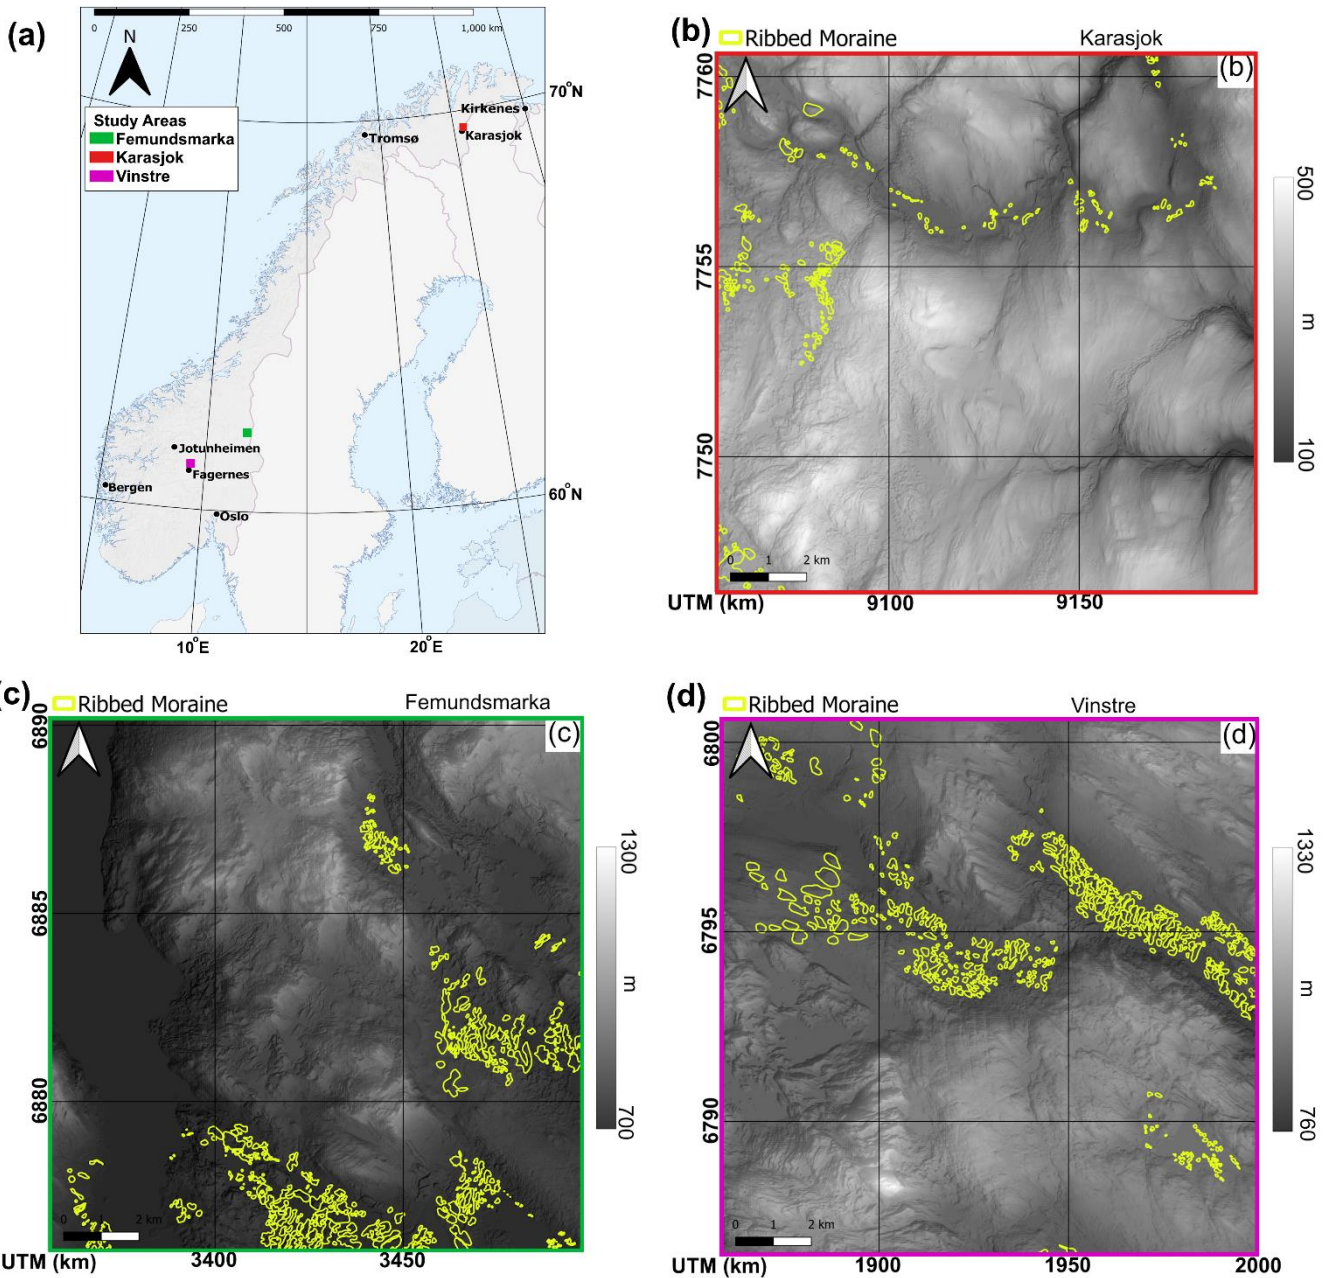 (a)
0 250 500 750 1,000 km
N
Study Areas
Femundsmarka
Karasjok
Vinstre
70°N
Kirkenes
Karasjok
Tromsø
Jotunheimen
Fagernes
Bergen
Oslo
60°N
10°E 20°E
(b) Ribbed Moraine Karasjok
(b)
7760
7755
7750
0 1 2 km
UTM (km) 9100 9150
500
m
100
(c) Ribbed Moraine Femundsmarka
(c)
6890
6885
6880
0 1 2 km
UTM (km) 3400 3450
1300
m
700
(d) Ribbed Moraine Vinstre
(d)
6800
6795
6790
0 1 2 km
UTM (km) 1900 1950 2000
1330
m
760